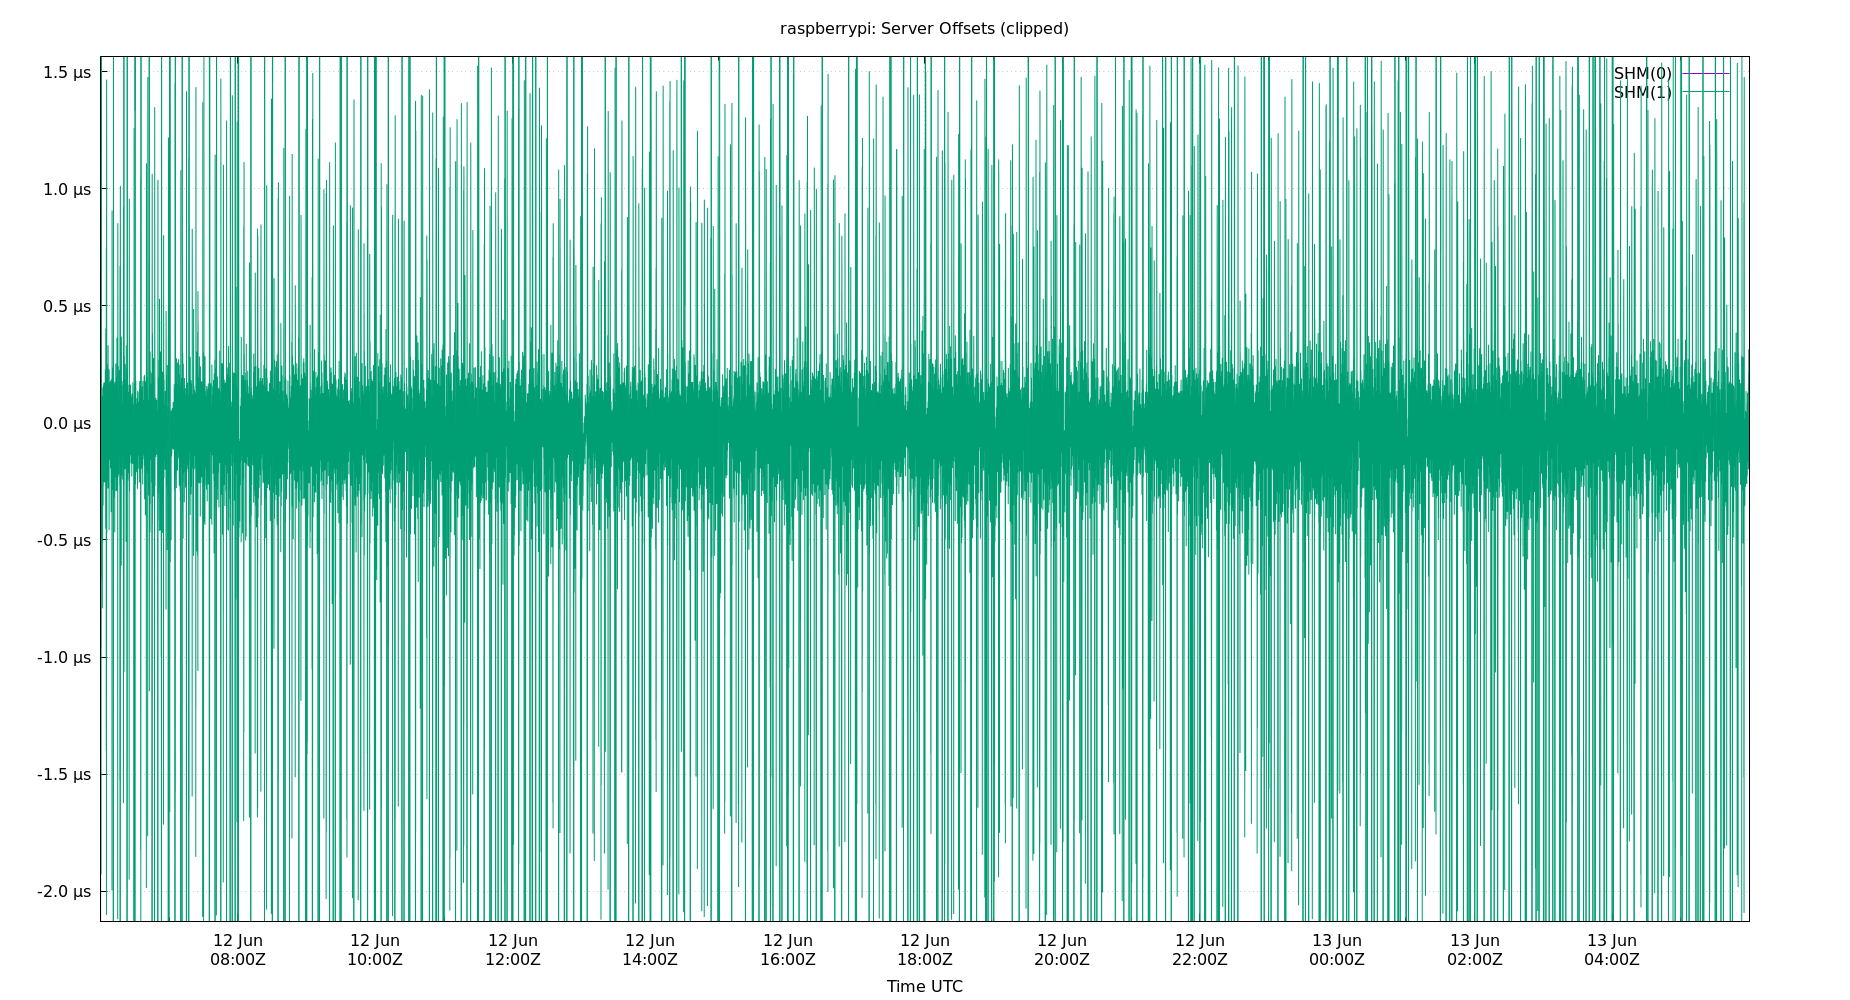 raspberrypi: Server Offsets (clipped)
SHM(0)
SHM(1)
1.5 µs
1.0 µs
0.5 µs
0.0 µs
-0.5 µs
-1.0 µs
-1.5 µs
-2.0 µs
12 Jun 12 Jun 12 Jun 12 Jun 12 Jun 12 Jun 12 Jun 12 Jun 13 Jun 13 Jun 13 Jun
08:00Z 10:00Z 12:00Z 14:00Z 16:00Z 18:00Z 20:00Z 22:00Z 00:00Z 02:00Z 04:00Z
Time UTC